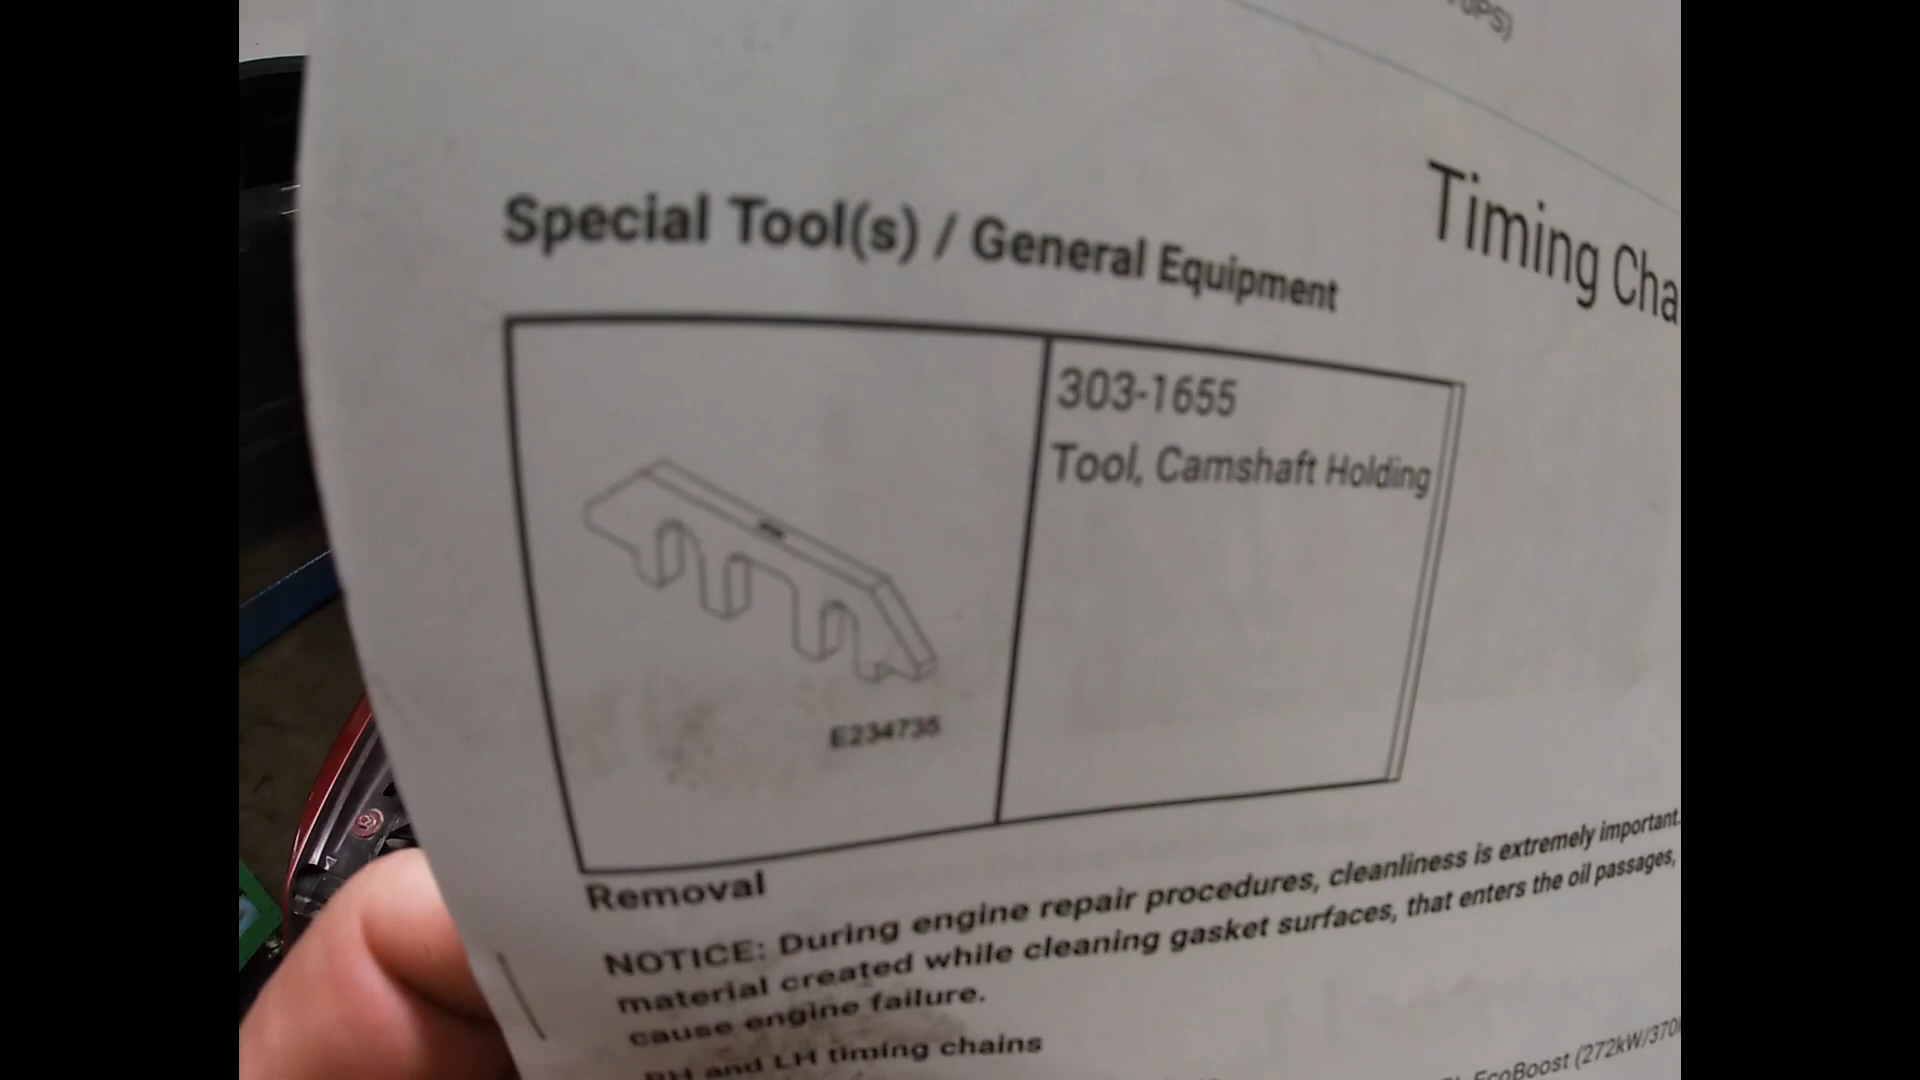 Timing
Special Tool(s) / General Equipment
303-1655
Tool, Camshaft Holding
E234735
Removal
NOTICE: During engine repair procedures, cleanliness is extremely important.
material created while cleaning gasket surfaces, that enters the oil passages,
cause engine failure.
RH and LH timing chains
EcoBoost (272kW/370